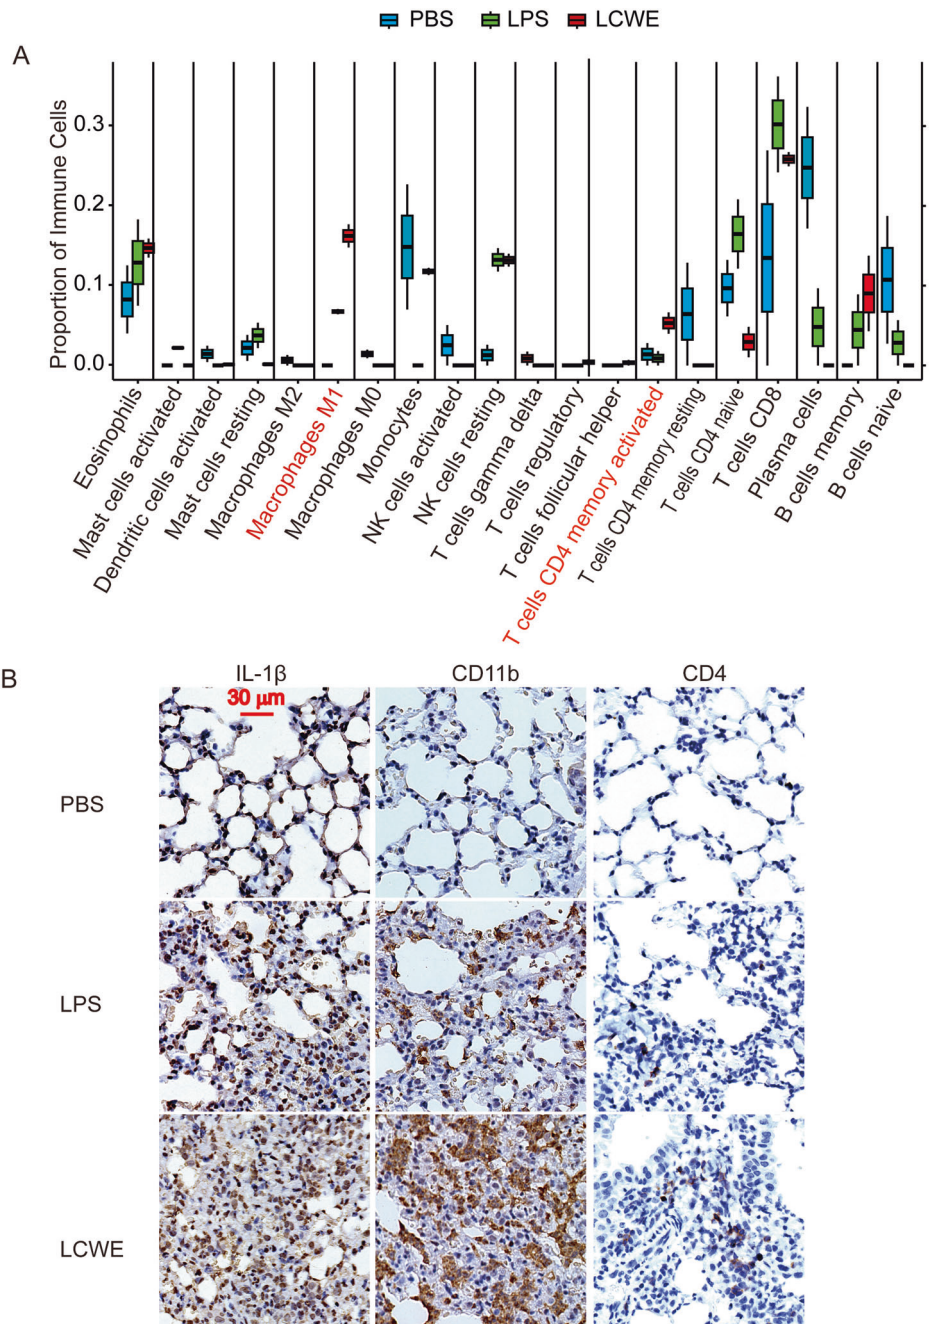 PBS LPS LCWE
A
Proportion of Immune Cells
0.3
0.2
0.1
0.0
Eosinophils
Mast cells activated
Dendritic cells activated
Mast cells resting
Macrophages M2
Macrophages M1
Macrophages M0
Monocytes
NK cells activated
NK cells resting
T cells gamma delta
T cells regulatory
T cells follicular helper
T cells CD4 memory activated
T cells CD4 memory resting
T cells CD4 naive
T cells CD8
Plasma cells
B cells memory
B cells naive
B
IL-1β CD11b CD4
30 μm
PBS
LPS
LCWE